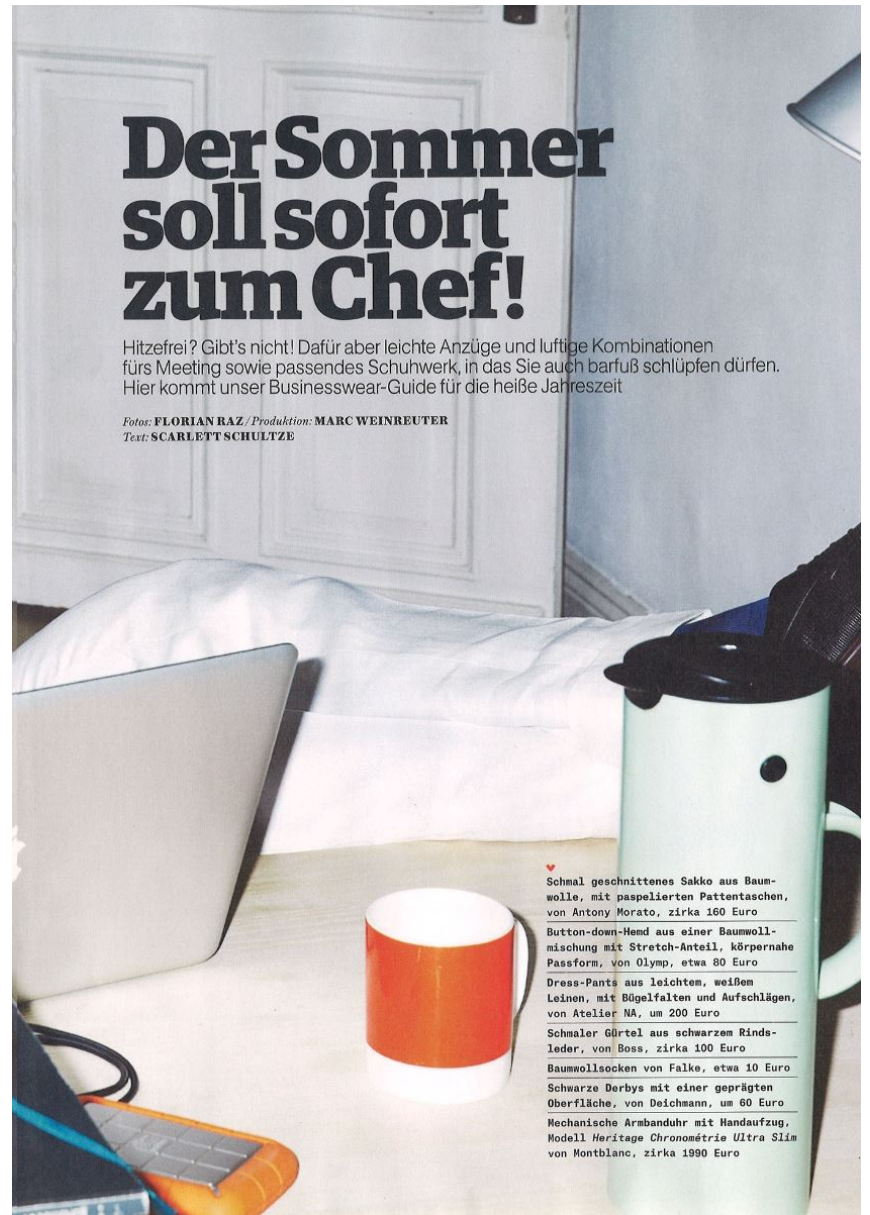 Der Sommer
soll sofort
zum Chef!
Hitzefrei? Gibt's nicht! Dafür aber leichte Anzüge und luftige Kombinationen
fürs Meeting sowie passendes Schuhwerk, in das Sie auch barfuß schlüpfen dürfen.
Hier kommt unser Businesswear-Guide für die heiße Jahreszeit
Fotos: FLORIAN RAZ / Produktion: MARC WEINREUTER
Text: SCARLETT SCHULTZE
Schmal geschnittenes Sakko aus Baum-
wolle, mit paspelierten Pattentaschen,
von Antony Morato, zirka 160 Euro
Button-down-Hemd aus einer Baumwoll-
mischung mit Stretch-Anteil, körpernahe
Passform, von Olymp, etwa 80 Euro
Dress-Pants aus leichtem, weißem
Leinen, mit Bügelfalten und Aufschlägen,
von Atelier NA, um 200 Euro
Schmaler Gürtel aus schwarzem Rinds-
leder, von Boss, zirka 100 Euro
Baumwollsocken von Falke, etwa 10 Euro
Schwarze Derbys mit einer geprägten
Oberfläche, von Deichmann, um 60 Euro
Mechanische Armbanduhr mit Handaufzug,
Modell Heritage Chronométrie Ultra Slim
von Montblanc, zirka 1990 Euro